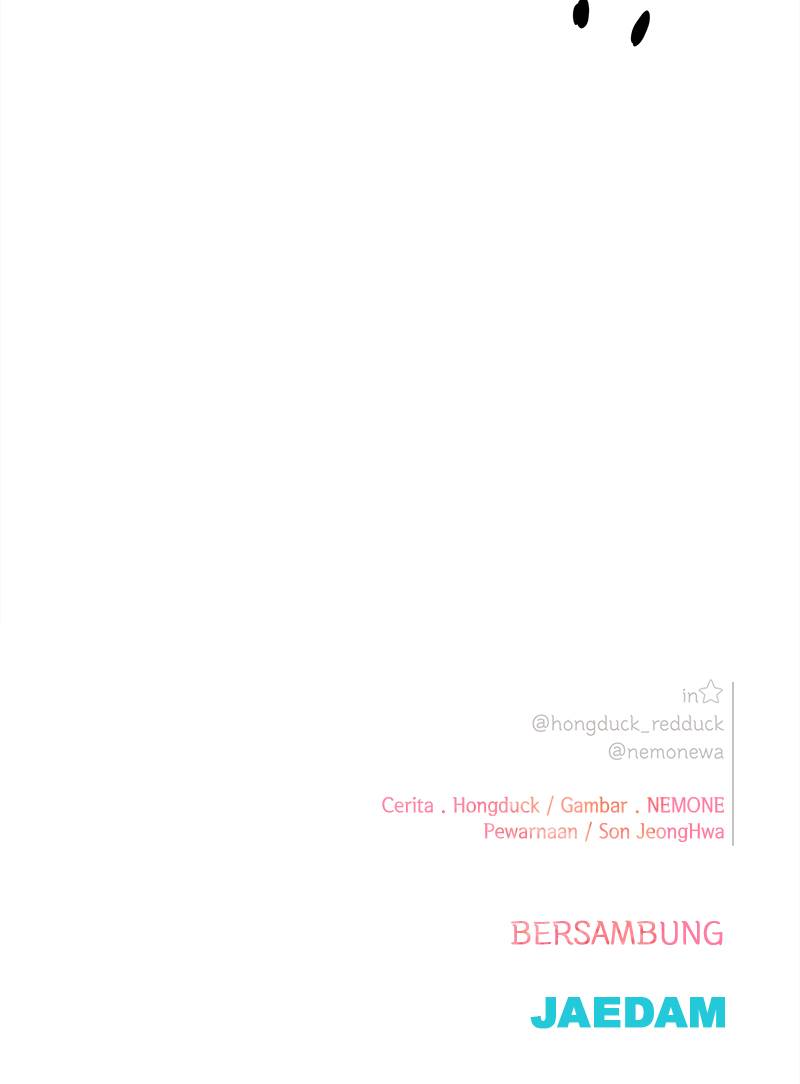 in☆
@hongduck_redduck
@nemonewa
Cerita . Hongduck / Gambar . NEMONE
Pewarnaan / Son JeongHwa
BERSAMBUNG
JAEDAM